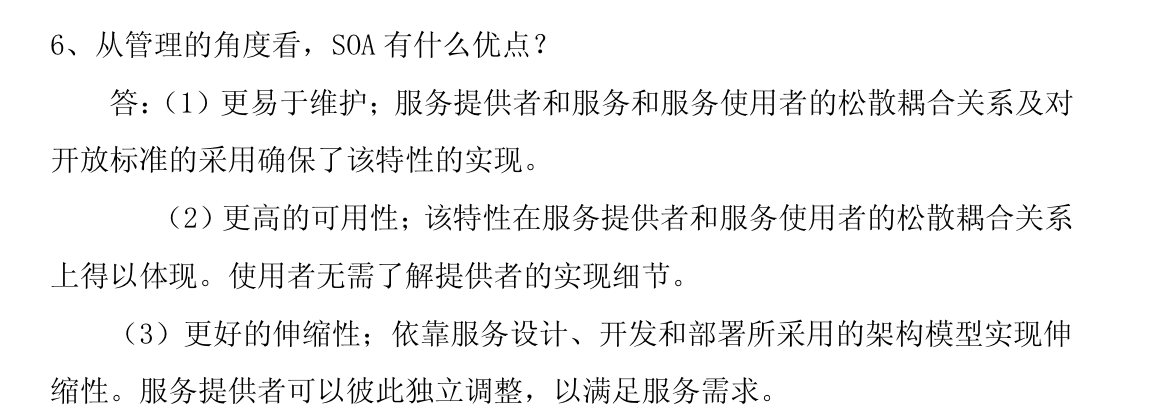 6、从管理的角度看，SOA 有什么优点？
答：（1）更易于维护；服务提供者和服务和服务使用者的松散耦合关系及对
开放标准的采用确保了该特性的实现。
（2）更高的可用性；该特性在服务提供者和服务使用者的松散耦合关系
上得以体现。使用者无需了解提供者的实现细节。
（3）更好的伸缩性；依靠服务设计、开发和部署所采用的架构模型实现伸
缩性。服务提供者可以彼此独立调整，以满足服务需求。